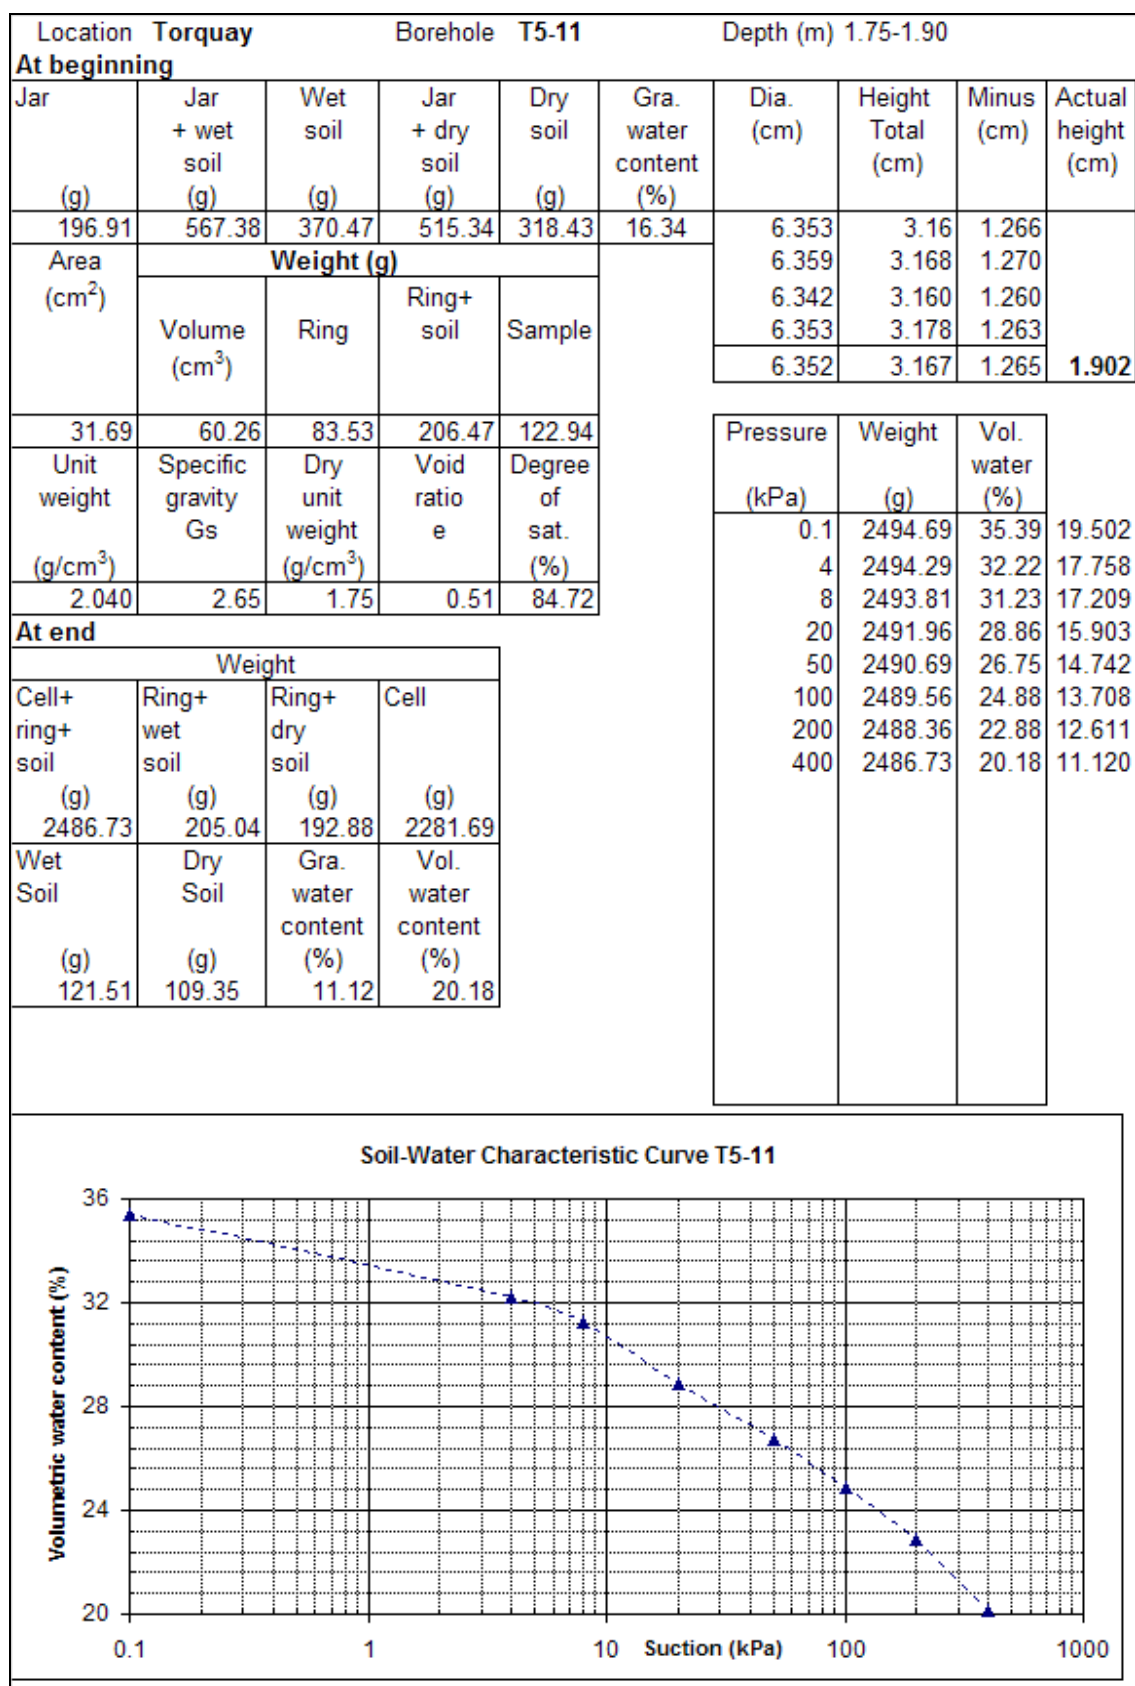 Location Torquay Borehole T5-11 Depth (m) 1.75-1.90
At beginning
Jar Jar Wet Jar Dry Gra. Dia. Height Minus Actual
+ wet soil + dry soil water (cm) Total (cm) height
soil soil content (cm) (cm)
(g) (g) (g) (g) (g) (%)
196.91 567.38 370.47 515.34 318.43 16.34 6.353 3.16 1.266
Area Weight (g) 6.359 3.168 1.270
(cm²) Ring+ 6.342 3.160 1.260
Volume Ring soil Sample 6.353 3.178 1.263
(cm³) 6.352 3.167 1.265 1.902
31.69 60.26 83.53 206.47 122.94 Pressure Weight Vol.
Unit Specific Dry Void Degree water
weight gravity unit ratio of (kPa) (g) (%)
Gs weight e sat. 0.1 2494.69 35.39 19.502
(g/cm³) (g/cm³) (%) 4 2494.29 32.22 17.758
2.040 2.65 1.75 0.51 84.72 8 2493.81 31.23 17.209
At end 20 2491.96 28.86 15.903
Weight 50 2490.69 26.75 14.742
Cell+ Ring+ Ring+ Cell 100 2489.56 24.88 13.708
ring+ wet dry 200 2488.36 22.88 12.611
soil soil soil 400 2486.73 20.18 11.120
(g) (g) (g) (g)
2486.73 205.04 192.88 2281.69
Wet Dry Gra. Vol.
Soil Soil water water
content content
(g) (g) (%) (%)
121.51 109.35 11.12 20.18
Soil-Water Characteristic Curve T5-11
Volumetric water content (%)
36
32
28
24
20
0.1 1 10 Suction (kPa) 100 1000